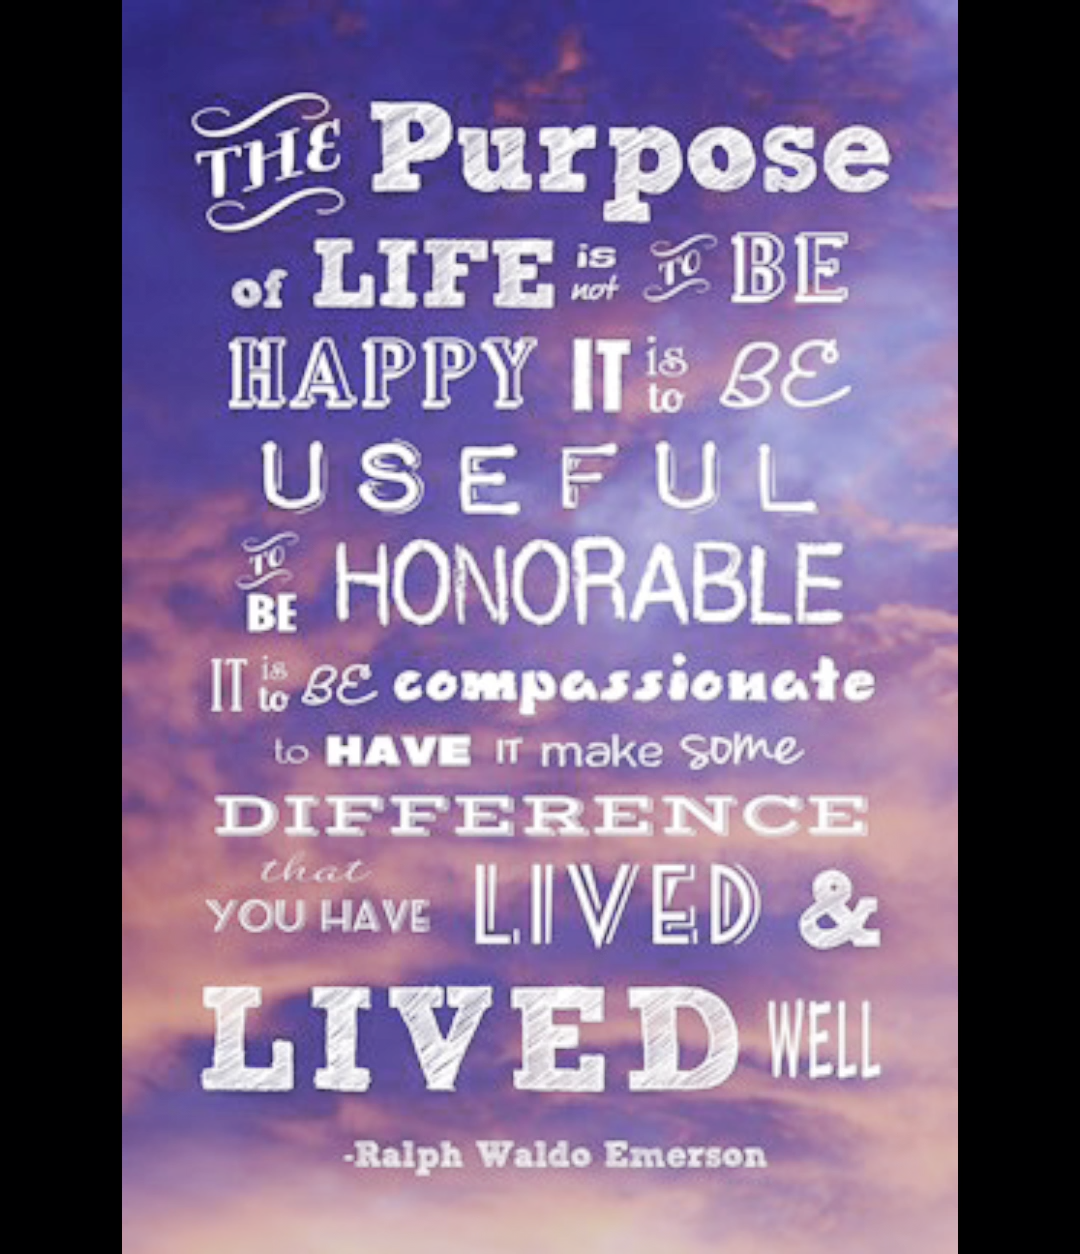 THE Purpose
of LIFE is not TO BE
HAPPY IT is to BE
USEFUL
TO BE HONORABLE
IT is to BE compassionate
to HAVE IT make some
DIFFERENCE
that YOU HAVE LIVED &
LIVED WELL
-Ralph Waldo Emerson